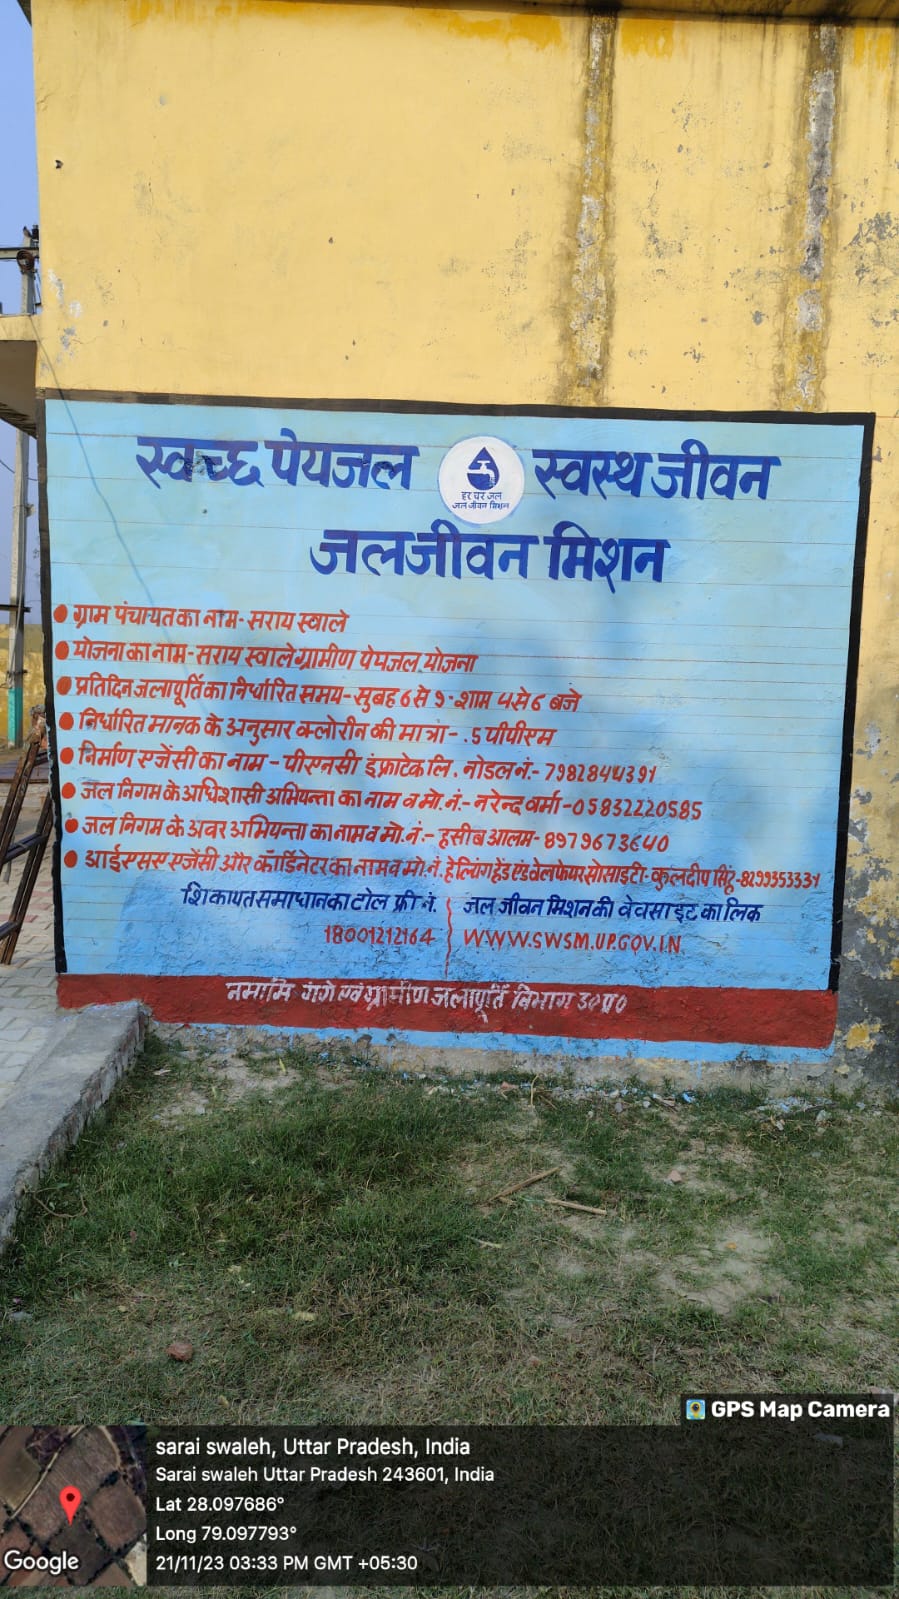 स्वच्छ पेयजल स्वस्थ जीवन
हर घर जल
जल जीवन मिशन
जलजीवन मिशन
ग्राम पंचायत का नाम- सराय स्वाले
योजना का नाम- सराय स्वाले ग्रामीण पेयजल योजना
प्रतिदिन जलापूर्ति का निर्धारित समय- सुबह 6 से 9. शाम 4 से 6 बजे
निर्धारित मानक के अनुसार क्लोरीन की मात्रा- .5 पीपीएम
निर्माण एजेंसी का नाम - पीएनसी इंफ्राटेक लि. नोडल नं.- 7982844391
जल निगम के अधिशासी अभियन्ता का नाम व मो. नं.- नरेन्द्र वर्मा-05832220585
जल निगम के अवर अभियन्ता का नाम व मो. नं.- हसीब आलम- 8979673640
आईएसए एजेंसी और कॅार्डिनेटर का नाम व मो.नं. हेल्पिंग हैंड एंड वेलफेयर सोसाइटी- कुलदीप सिंह-8299353331
शिकायत समाधान का टोल फ्री नं. जल जीवन मिशन की वेवसाइट का लिंक
18001212164 WWW.SWSM.UP.GOV.IN
नमामि गंगे एवं ग्रामीण जलापूर्ति विभाग उ०प्र०
GPS Map Camera
sarai swaleh, Uttar Pradesh, India
Sarai swaleh Uttar Pradesh 243601, India
Lat 28.097686°
Long 79.097793°
21/11/23 03:33 PM GMT +05:30
Google